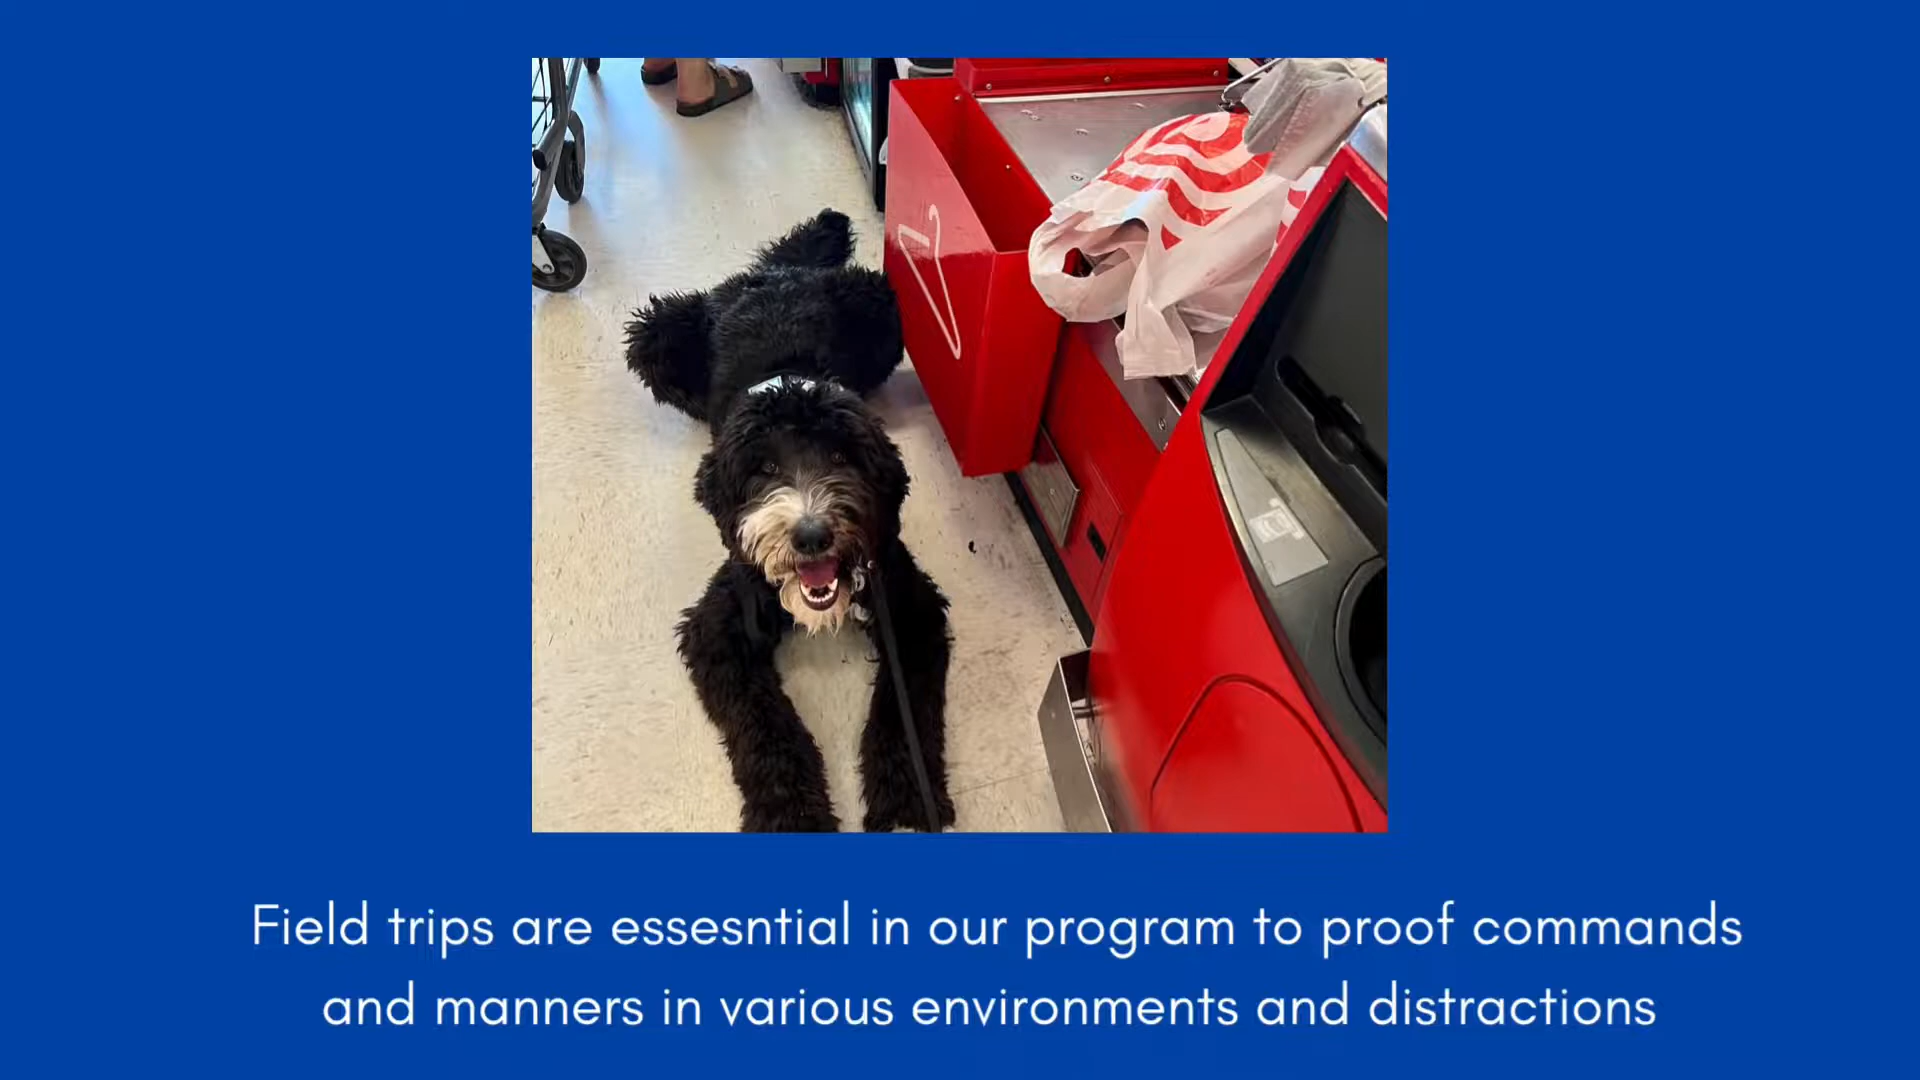 Field trips are essesntial in our program to proof commands
and manners in various environments and distractions